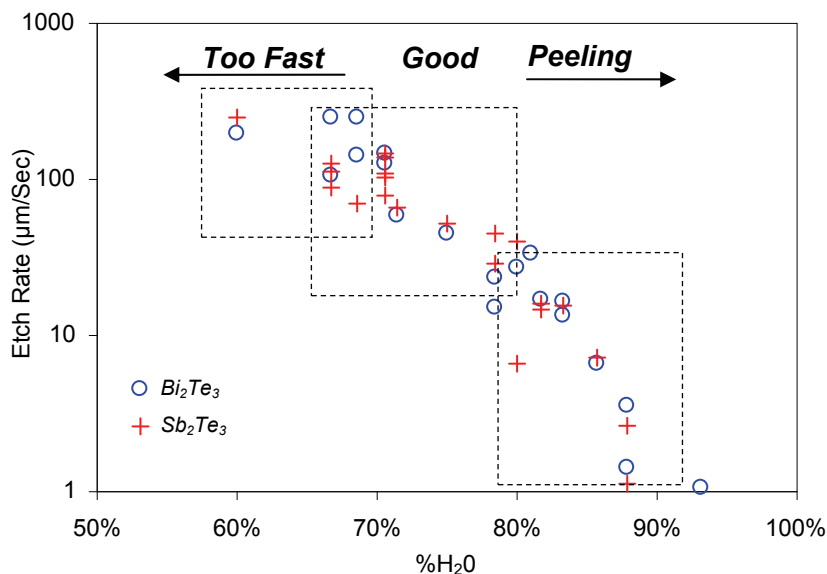 1000
Too Fast Good Peeling
100
Etch Rate (µm/Sec)
10
Bi₂Te₃
Sb₂Te₃
1
50% 60% 70% 80% 90% 100%
%H₂0